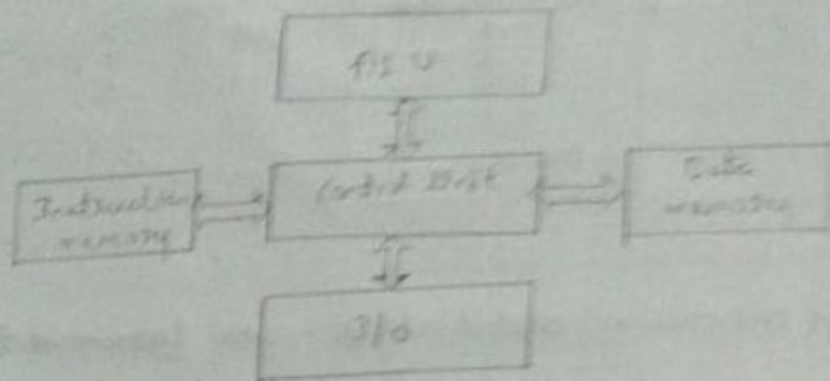 ALU
Instruction
memory
Control Unit
Data
memory
I/O